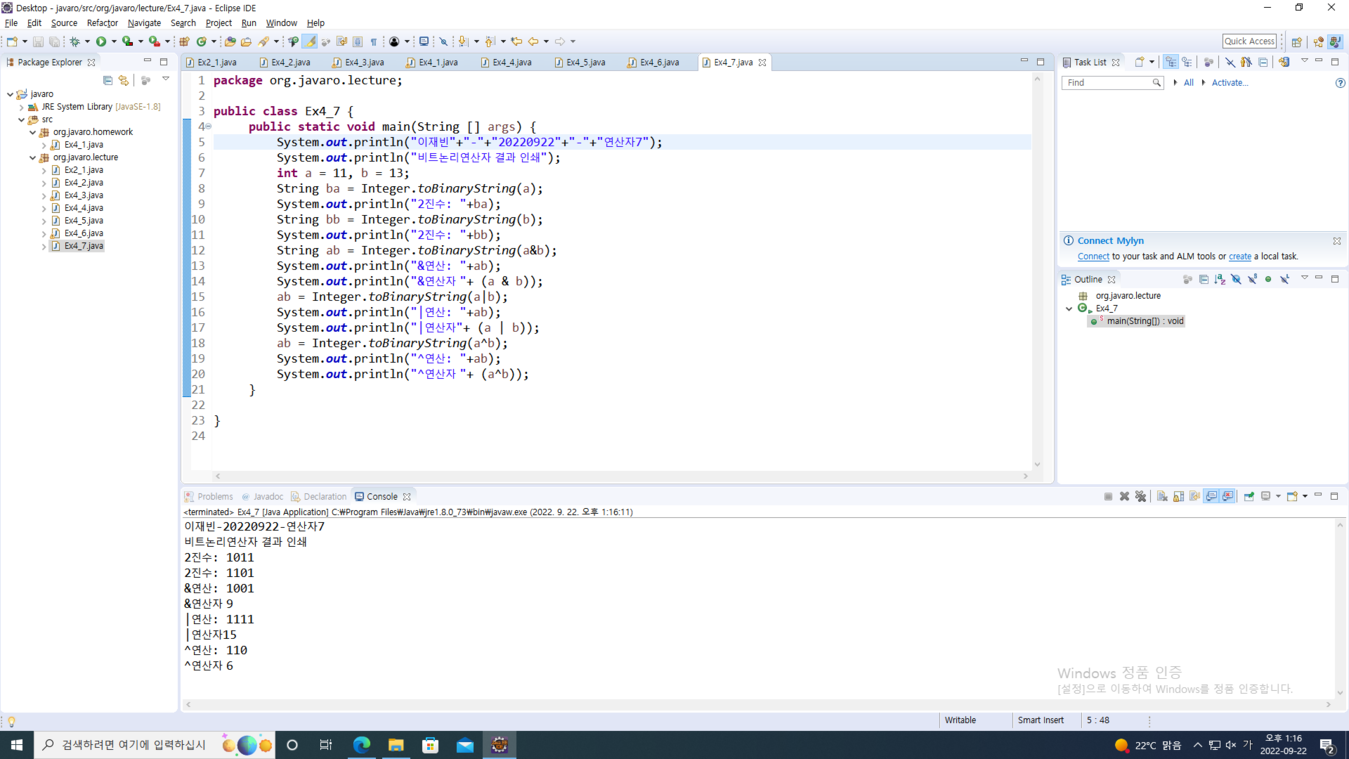 Desktop - javaro/src/org/javaro/lecture/Ex4_7.java - Eclipse IDE
File Edit Source Refactor Navigate Search Project Run Window Help
Quick Access
Package Explorer
javaro
JRE System Library [JavaSE-1.8]
src
org.javaro.homework
Ex4_1.java
org.javaro.lecture
Ex2_1.java
Ex4_2.java
Ex4_3.java
Ex4_4.java
Ex4_5.java
Ex4_6.java
Ex4_7.java
Ex2_1.java Ex4_2.java Ex4_3.java Ex4_1.java Ex4_4.java Ex4_5.java Ex4_6.java Ex4_7.java
1 package org.javaro.lecture;
2
3 public class Ex4_7 {
4 public static void main(String [] args) {
5 System.out.println("이재빈"+"-"+"20220922"+"-"+"연산자7");
6 System.out.println("비트논리연산자 결과 인쇄");
7 int a = 11, b = 13;
8 String ba = Integer.toBinaryString(a);
9 System.out.println("2진수: "+ba);
10 String bb = Integer.toBinaryString(b);
11 System.out.println("2진수: "+bb);
12 String ab = Integer.toBinaryString(a&b);
13 System.out.println("&연산: "+ab);
14 System.out.println("&연산자 "+ (a & b));
15 ab = Integer.toBinaryString(a|b);
16 System.out.println("|연산: "+ab);
17 System.out.println("|연산자"+ (a | b));
18 ab = Integer.toBinaryString(a^b);
19 System.out.println("^연산: "+ab);
20 System.out.println("^연산자 "+ (a^b));
21 }
22
23 }
24
Task List
Find
All Activate...
Connect Mylyn
Connect to your task and ALM tools or create a local task.
Outline
org.javaro.lecture
Ex4_7
main(String[]) : void
Problems Javadoc Declaration Console
<terminated> Ex4_7 [Java Application] C:₩Program Files₩Java₩jre1.8.0_73₩bin₩javaw.exe (2022. 9. 22. 오후 1:16:11)
이재빈-20220922-연산자7
비트논리연산자 결과 인쇄
2진수: 1011
2진수: 1101
&연산: 1001
&연산자 9
|연산: 1111
|연산자15
^연산: 110
^연산자 6
Windows 정품 인증
[설정]으로 이동하여 Windows를 정품 인증합니다.
Writable Smart Insert 5 : 48
검색하려면 여기에 입력하십시
22°C 맑음
가
오후 1:16
2022-09-22
2